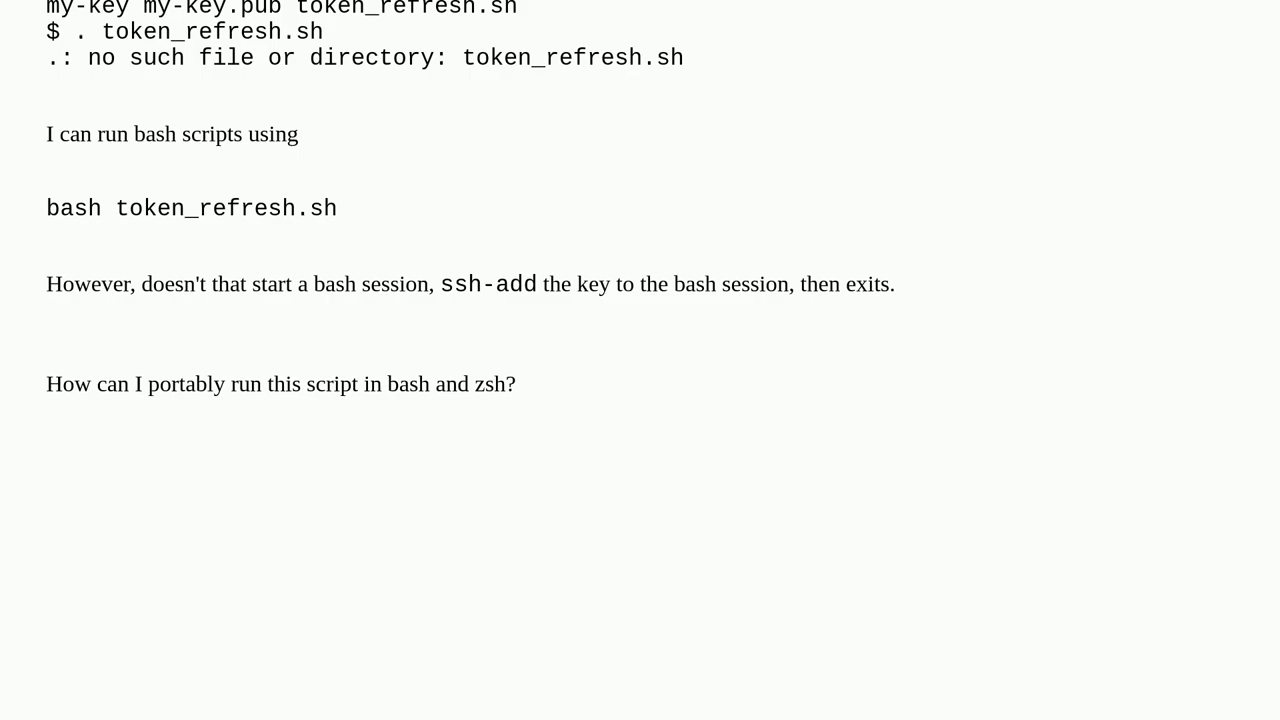 my-key my-key.pub token_refresh.sh
$ . token_refresh.sh
.: no such file or directory: token_refresh.sh
I can run bash scripts using
bash token_refresh.sh
However, doesn't that start a bash session, ssh-add the key to the bash session, then exits.
How can I portably run this script in bash and zsh?